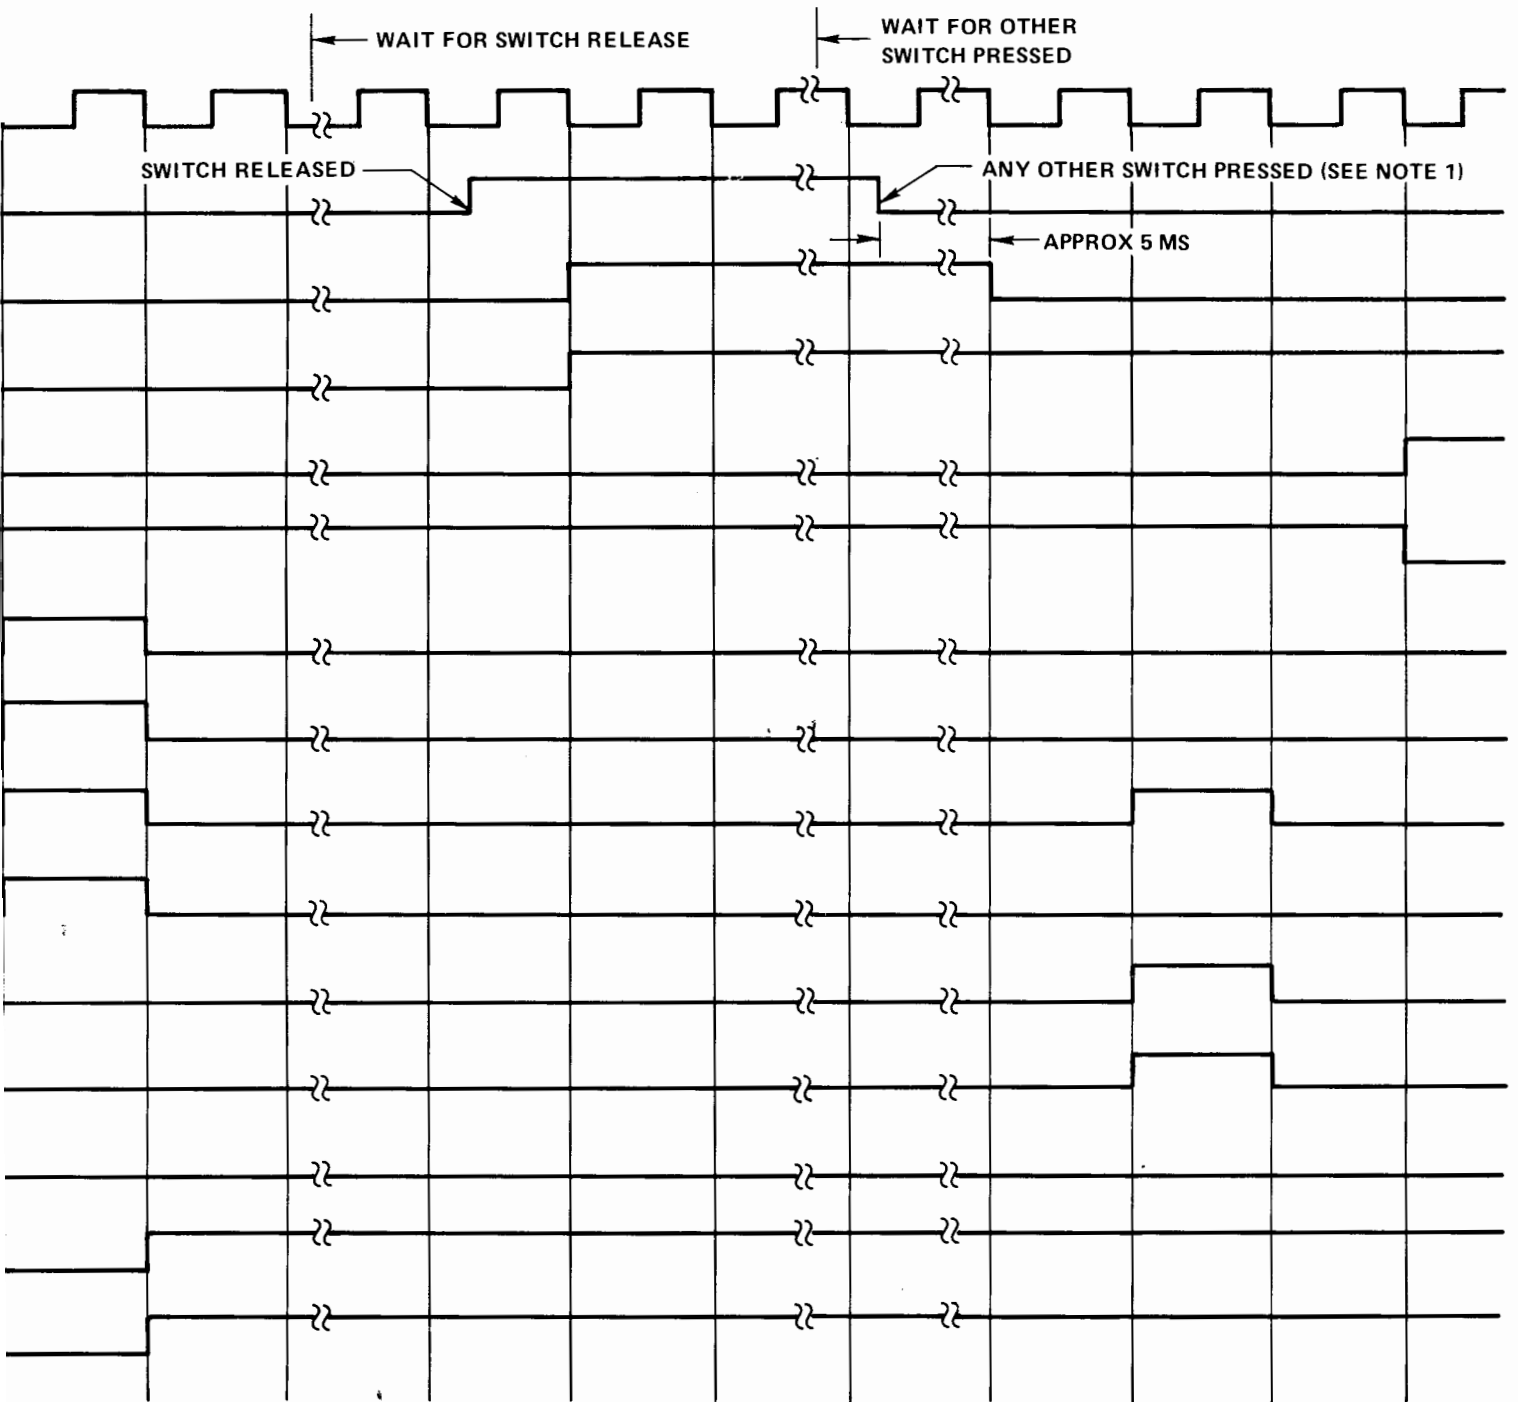 WAIT FOR SWITCH RELEASE
WAIT FOR OTHER
SWITCH PRESSED
SWITCH RELEASED
ANY OTHER SWITCH PRESSED (SEE NOTE 1)
APPROX 5 MS